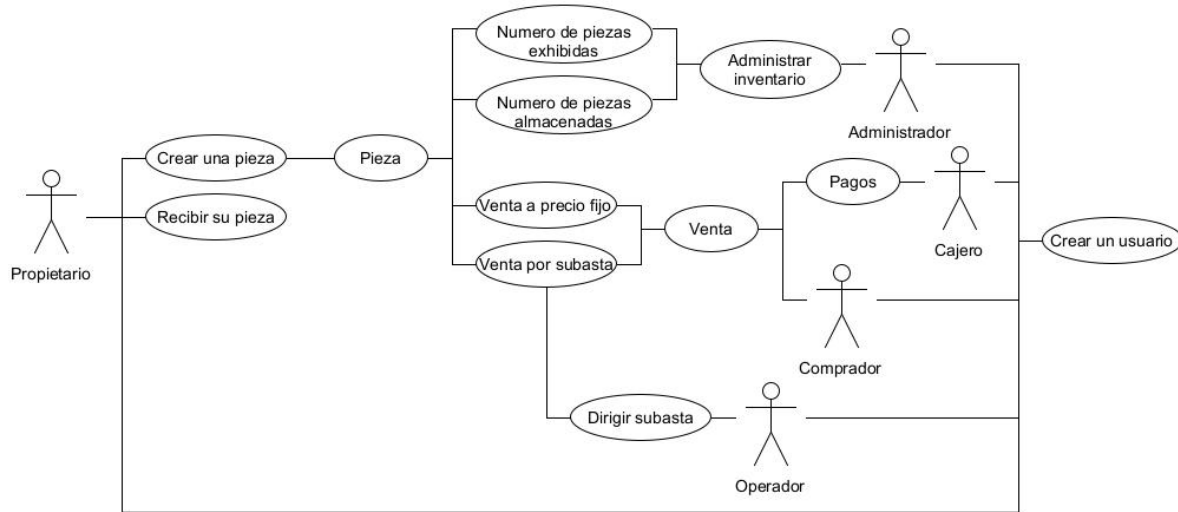 Numero de piezas
exhibidas
Administrar
inventario
Numero de piezas
almacenadas
Administrador
Crear una pieza
Pieza
Pagos
Recibir su pieza
Venta a precio fijo
Venta
Crear un usuario
Cajero
Propietario
Venta por subasta
Comprador
Dirigir subasta
Operador